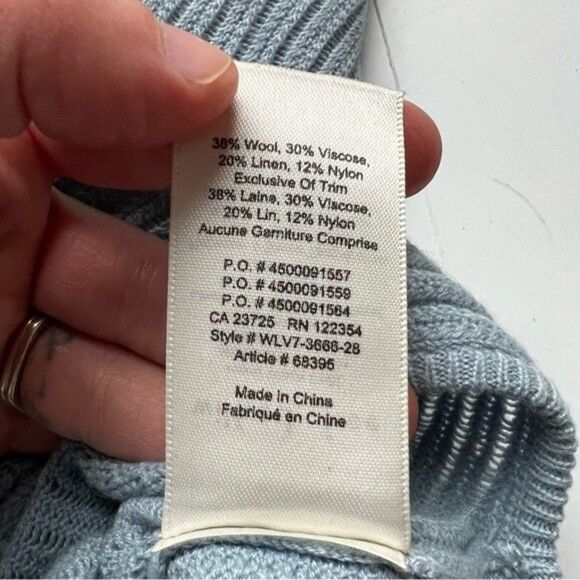 38% Wool, 30% Viscose,
20% Linen, 12% Nylon
Exclusive Of Trim
38% Laine, 30% Viscose,
20% Lin, 12% Nylon
Aucune Garniture Comprise
P.O. # 4500091557
P.O. # 4500091559
P.O. # 4500091564
CA 23725 RN 122354
Style # WLV7-3666-28
Article # 68395
Made in China
Fabriqué en Chine